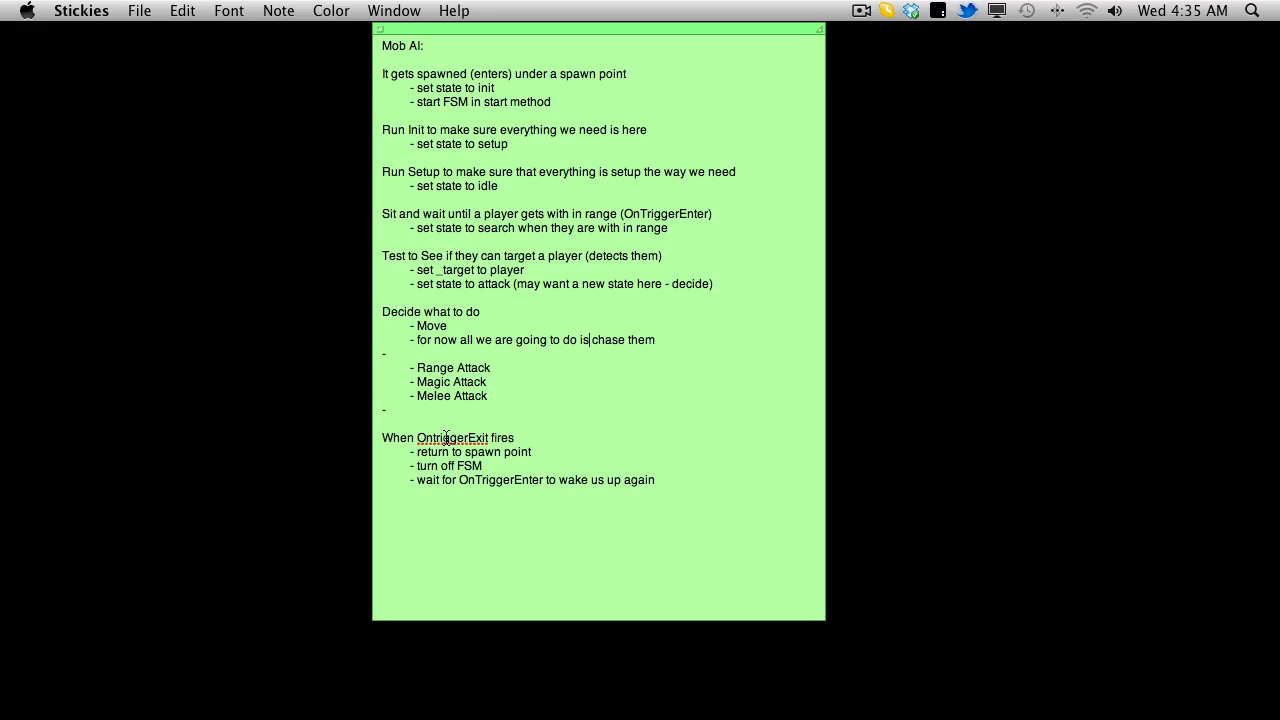 Stickies File Edit Font Note Color Window Help Wed 4:35 AM
Mob AI:
It gets spawned (enters) under a spawn point
- set state to init
- start FSM in start method
Run Init to make sure everything we need is here
- set state to setup
Run Setup to make sure that everything is setup the way we need
- set state to idle
Sit and wait until a player gets with in range (OnTriggerEnter)
- set state to search when they are with in range
Test to See if they can target a player (detects them)
- set _target to player
- set state to attack (may want a new state here - decide)
Decide what to do
- Move
- for now all we are going to do is chase them
-
- Range Attack
- Magic Attack
- Melee Attack
-
When OntriggerExit fires
- return to spawn point
- turn off FSM
- wait for OnTriggerEnter to wake us up again